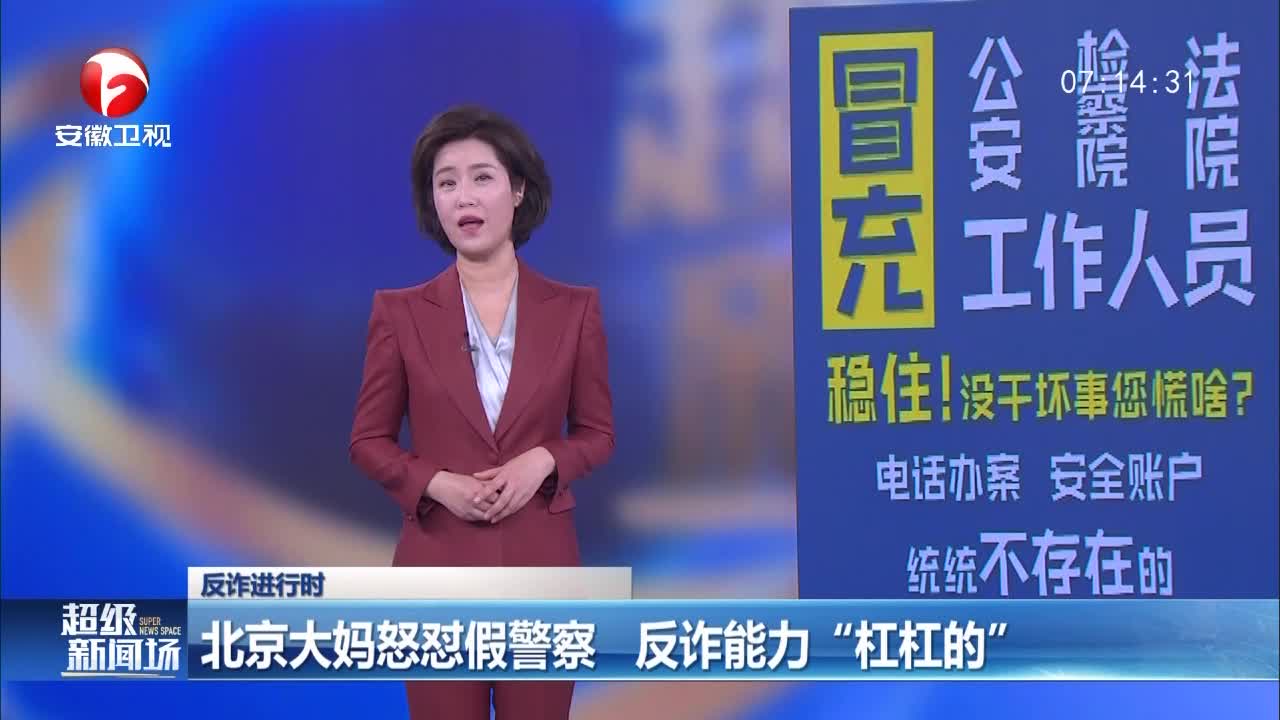 安徽卫视
07:14:31
冒充
公安 检察院 法院
工作人员
稳住!没干坏事您慌啥?
电话办案 安全账户
统统不存在的
反诈进行时
超级新闻场
SUPER NEWS SPACE
北京大妈怒怼假警察 反诈能力“杠杠的”